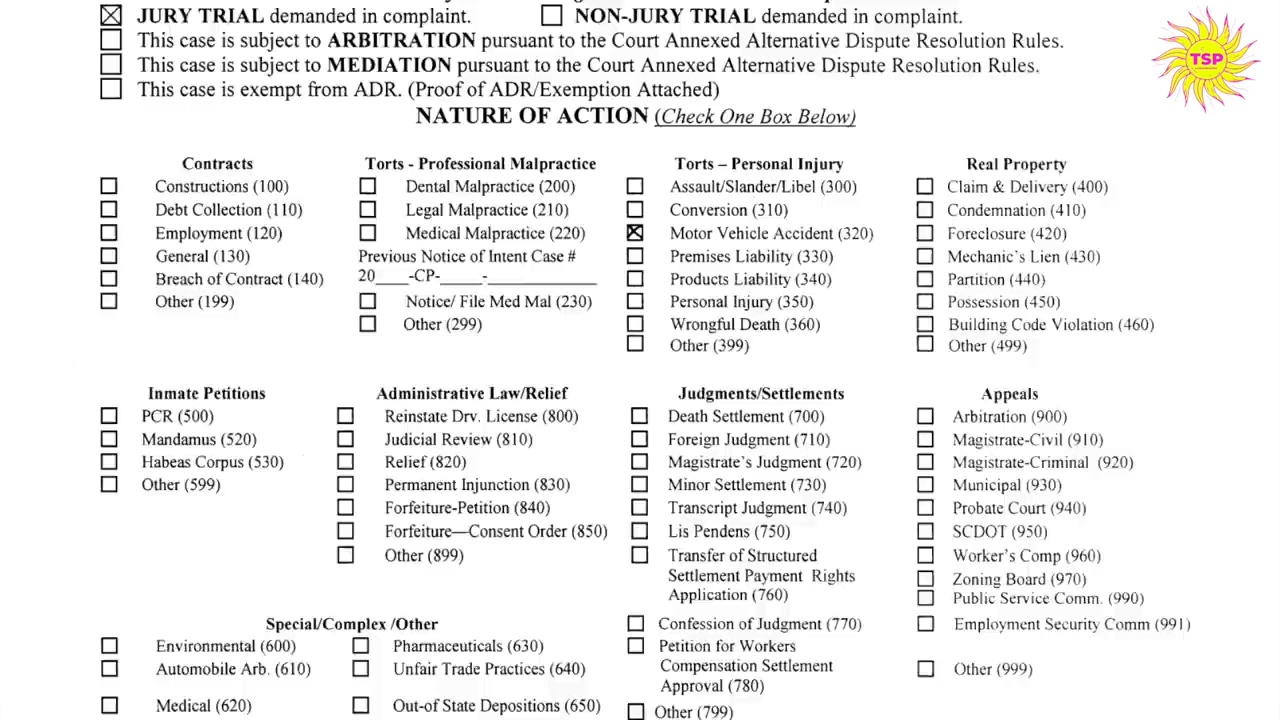 JURY TRIAL demanded in complaint. NON-JURY TRIAL demanded in complaint.
This case is subject to ARBITRATION pursuant to the Court Annexed Alternative Dispute Resolution Rules.
This case is subject to MEDIATION pursuant to the Court Annexed Alternative Dispute Resolution Rules.
This case is exempt from ADR. (Proof of ADR/Exemption Attached)
TSP
NATURE OF ACTION (Check One Box Below)
Contracts
Constructions (100)
Debt Collection (110)
Employment (120)
General (130)
Breach of Contract (140)
Other (199)
Torts - Professional Malpractice
Dental Malpractice (200)
Legal Malpractice (210)
Medical Malpractice (220)
Previous Notice of Intent Case #
20____-CP-_____-_____________
Notice/ File Med Mal (230)
Other (299)
Torts – Personal Injury
Assault/Slander/Libel (300)
Conversion (310)
Motor Vehicle Accident (320)
Premises Liability (330)
Products Liability (340)
Personal Injury (350)
Wrongful Death (360)
Other (399)
Real Property
Claim & Delivery (400)
Condemnation (410)
Foreclosure (420)
Mechanic's Lien (430)
Partition (440)
Possession (450)
Building Code Violation (460)
Other (499)
Inmate Petitions
PCR (500)
Mandamus (520)
Habeas Corpus (530)
Other (599)
Administrative Law/Relief
Reinstate Drv. License (800)
Judicial Review (810)
Relief (820)
Permanent Injunction (830)
Forfeiture-Petition (840)
Forfeiture—Consent Order (850)
Other (899)
Judgments/Settlements
Death Settlement (700)
Foreign Judgment (710)
Magistrate's Judgment (720)
Minor Settlement (730)
Transcript Judgment (740)
Lis Pendens (750)
Transfer of Structured
Settlement Payment Rights
Application (760)
Confession of Judgment (770)
Petition for Workers
Compensation Settlement
Approval (780)
Other (799)
Appeals
Arbitration (900)
Magistrate-Civil (910)
Magistrate-Criminal (920)
Municipal (930)
Probate Court (940)
SCDOT (950)
Worker's Comp (960)
Zoning Board (970)
Public Service Comm. (990)
Employment Security Comm (991)
Other (999)
Special/Complex /Other
Environmental (600)
Automobile Arb. (610)
Medical (620)
Pharmaceuticals (630)
Unfair Trade Practices (640)
Out-of State Depositions (650)